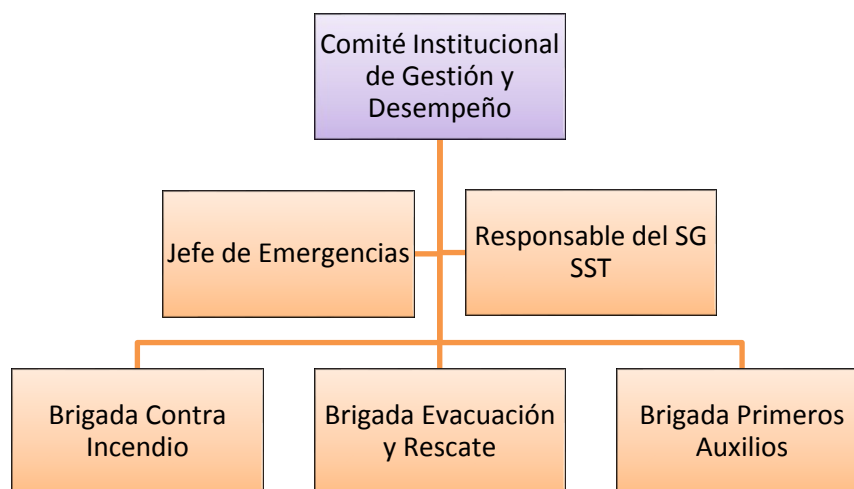 Comité Institucional
de Gestión y
Desempeño
Jefe de Emergencias
Responsable del SG
SST
Brigada Contra
Incendio
Brigada Evacuación
y Rescate
Brigada Primeros
Auxilios